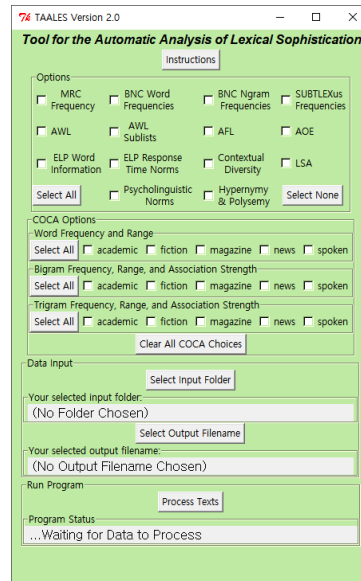 TAALES Version 2.0
Tool for the Automatic Analysis of Lexical Sophistication
Instructions
Options
MRC Frequency
BNC Word Frequencies
BNC Ngram Frequencies
SUBTLEXus Frequencies
AWL
AWL Sublists
AFL
AOE
ELP Word Information
ELP Response Time Norms
Contextual Diversity
LSA
Select All
Psycholinguistic Norms
Hypernymy & Polysemy
Select None
COCA Options
Word Frequency and Range
Select All academic fiction magazine news spoken
Bigram Frequency, Range, and Association Strength
Select All academic fiction magazine news spoken
Trigram Frequency, Range, and Association Strength
Select All academic fiction magazine news spoken
Clear All COCA Choices
Data Input
Select Input Folder
Your selected input folder:
(No Folder Chosen)
Select Output Filename
Your selected output filename:
(No Output Filename Chosen)
Run Program
Process Texts
Program Status
...Waiting for Data to Process